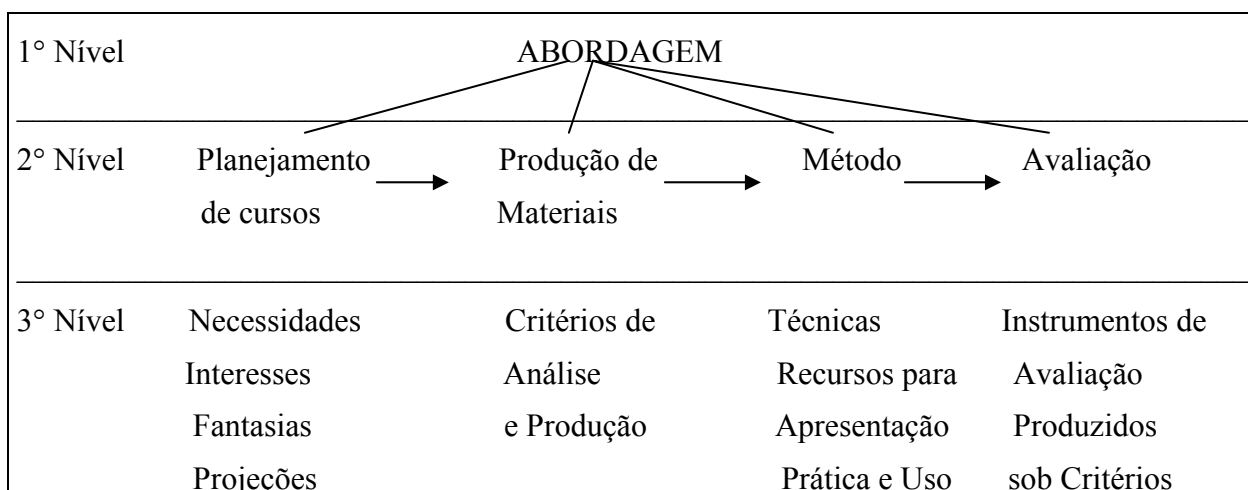 1° Nível ABORDAGEM
2° Nível Planejamento Produção de Método Avaliação
de cursos Materiais
3° Nível Necessidades Critérios de Técnicas Instrumentos de
Interesses Análise Recursos para Avaliação
Fantasias e Produção Apresentação Produzidos
Projeções Prática e Uso sob Critérios